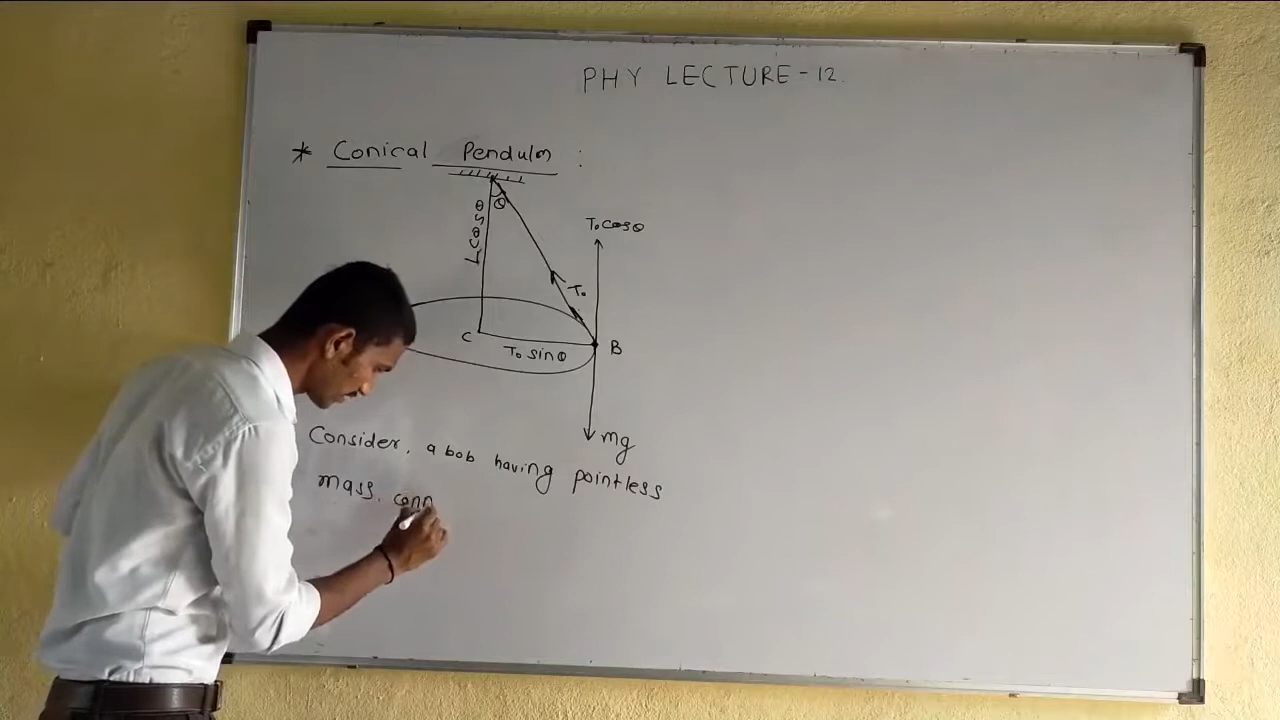 PHY LECTURE - 12.
* Conical Pendulm :
θ
L cosθ
T₀ cosθ
T₀
C
T₀ sinθ
B
mg
Consider, a bob having pointless
mass, conn